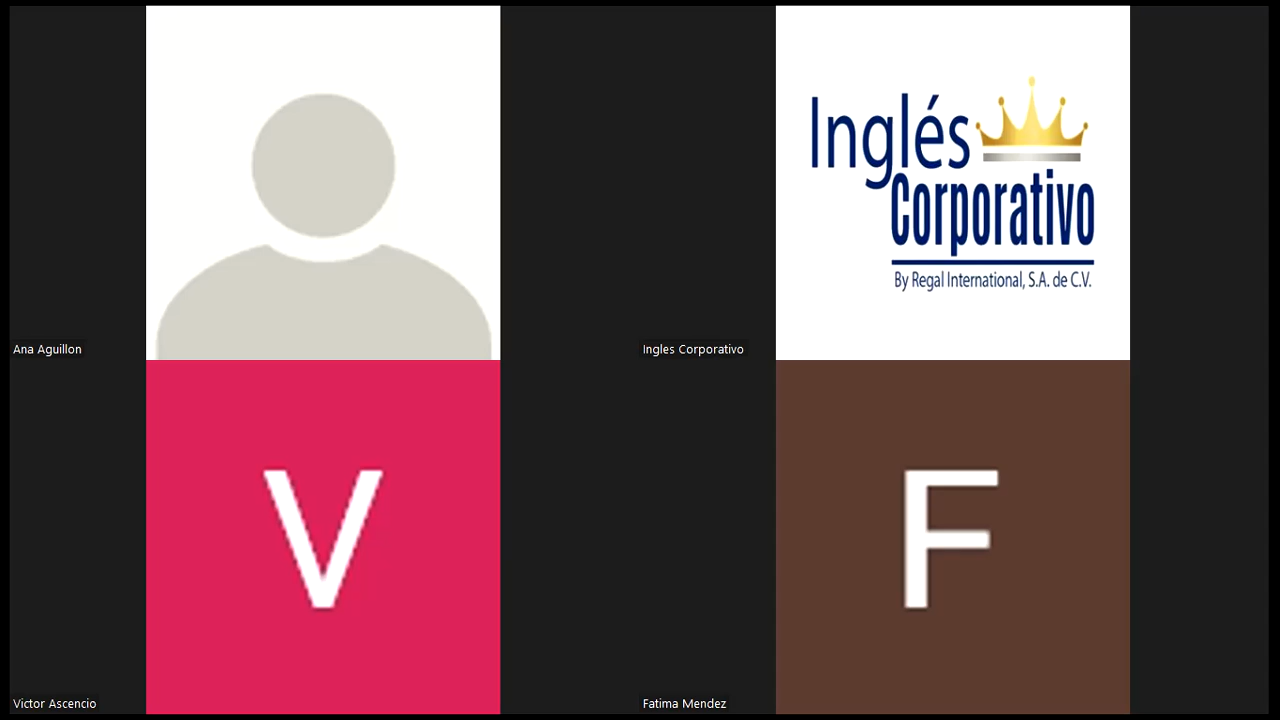 Inglés
Corporativo
By Regal International, S.A. de C.V.
Ana Aguillon
Ingles Corporativo
V
F
Victor Ascencio
Fatima Mendez